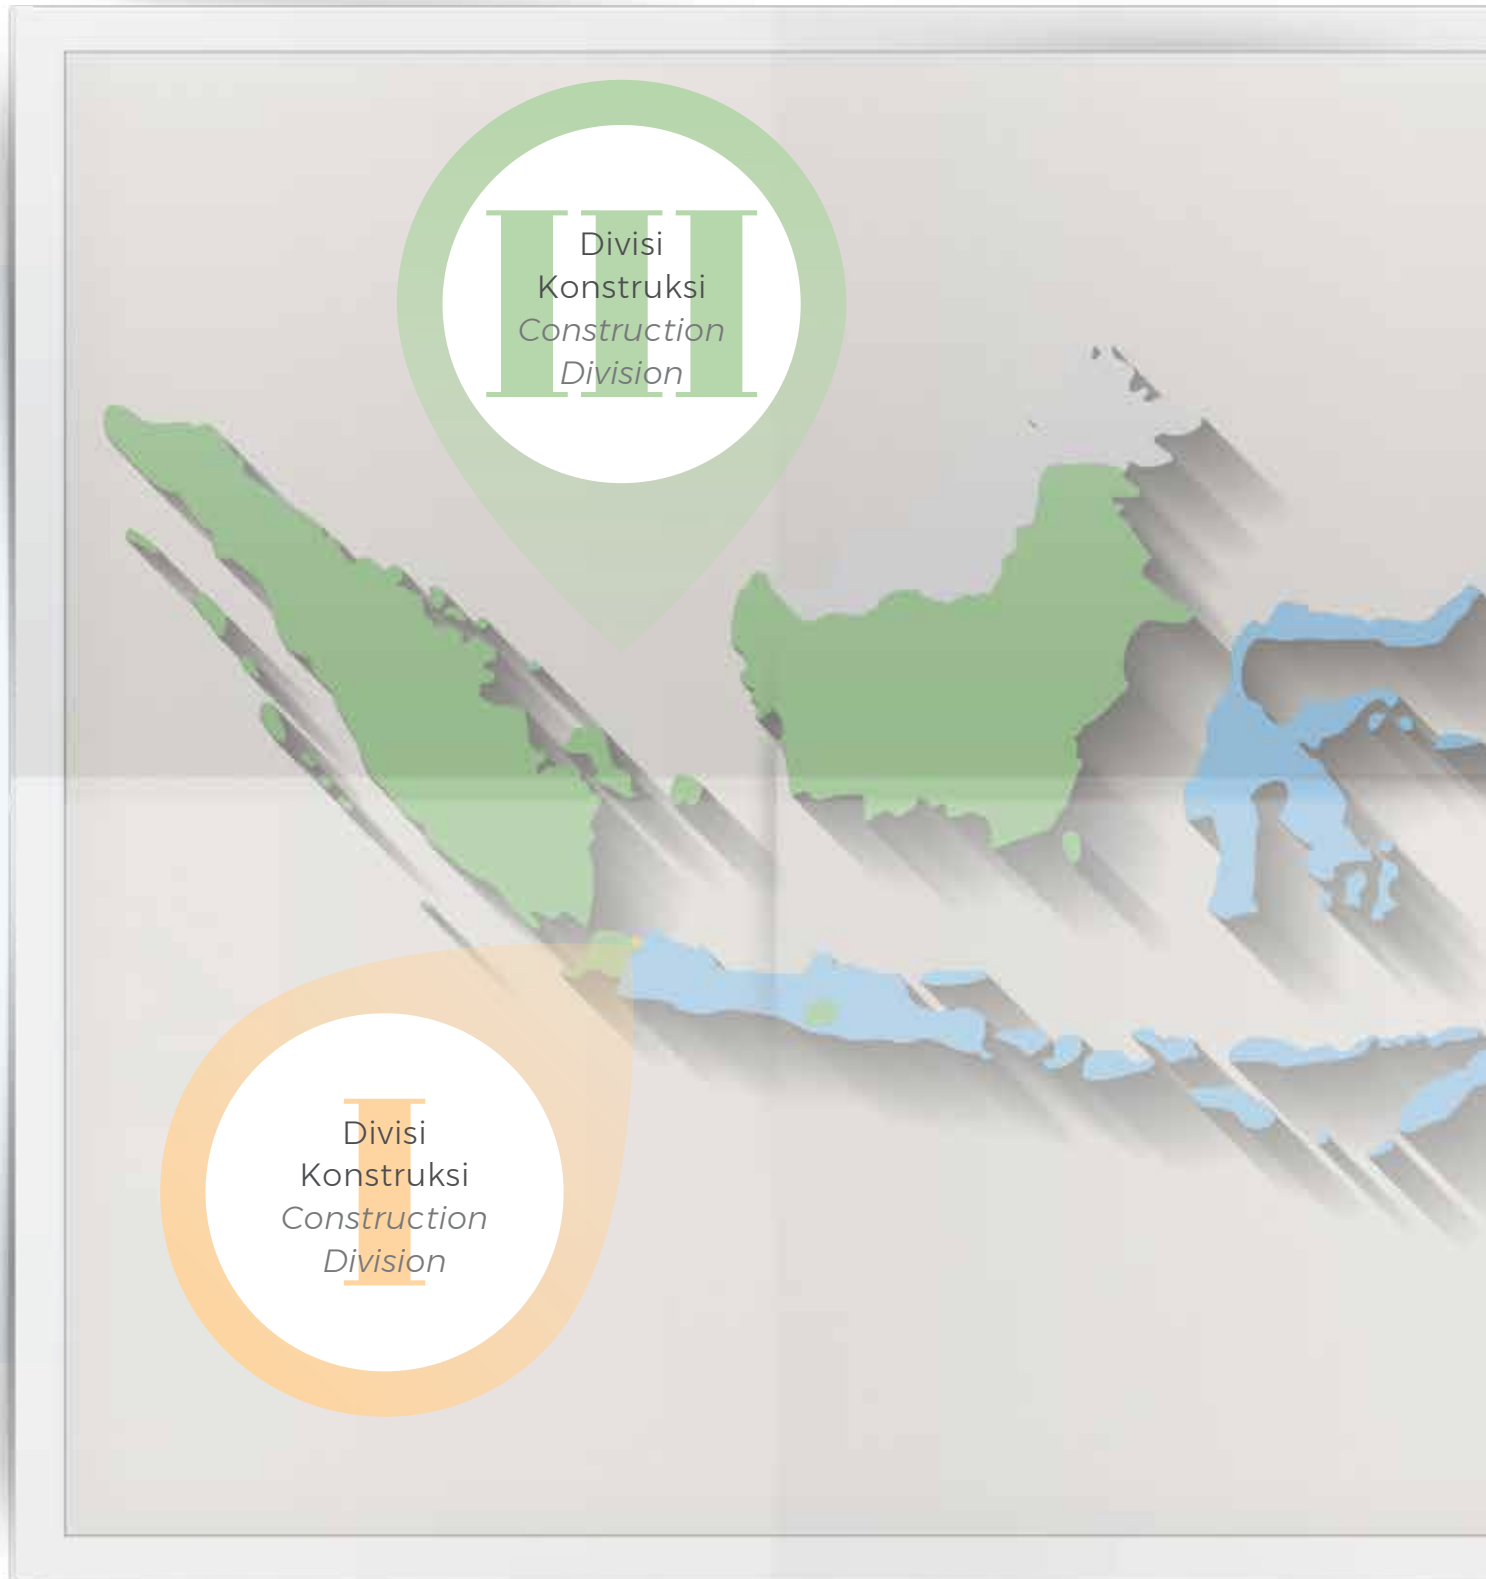 III
Divisi
Konstruksi
Construction
Division
I
Divisi
Konstruksi
Construction
Division